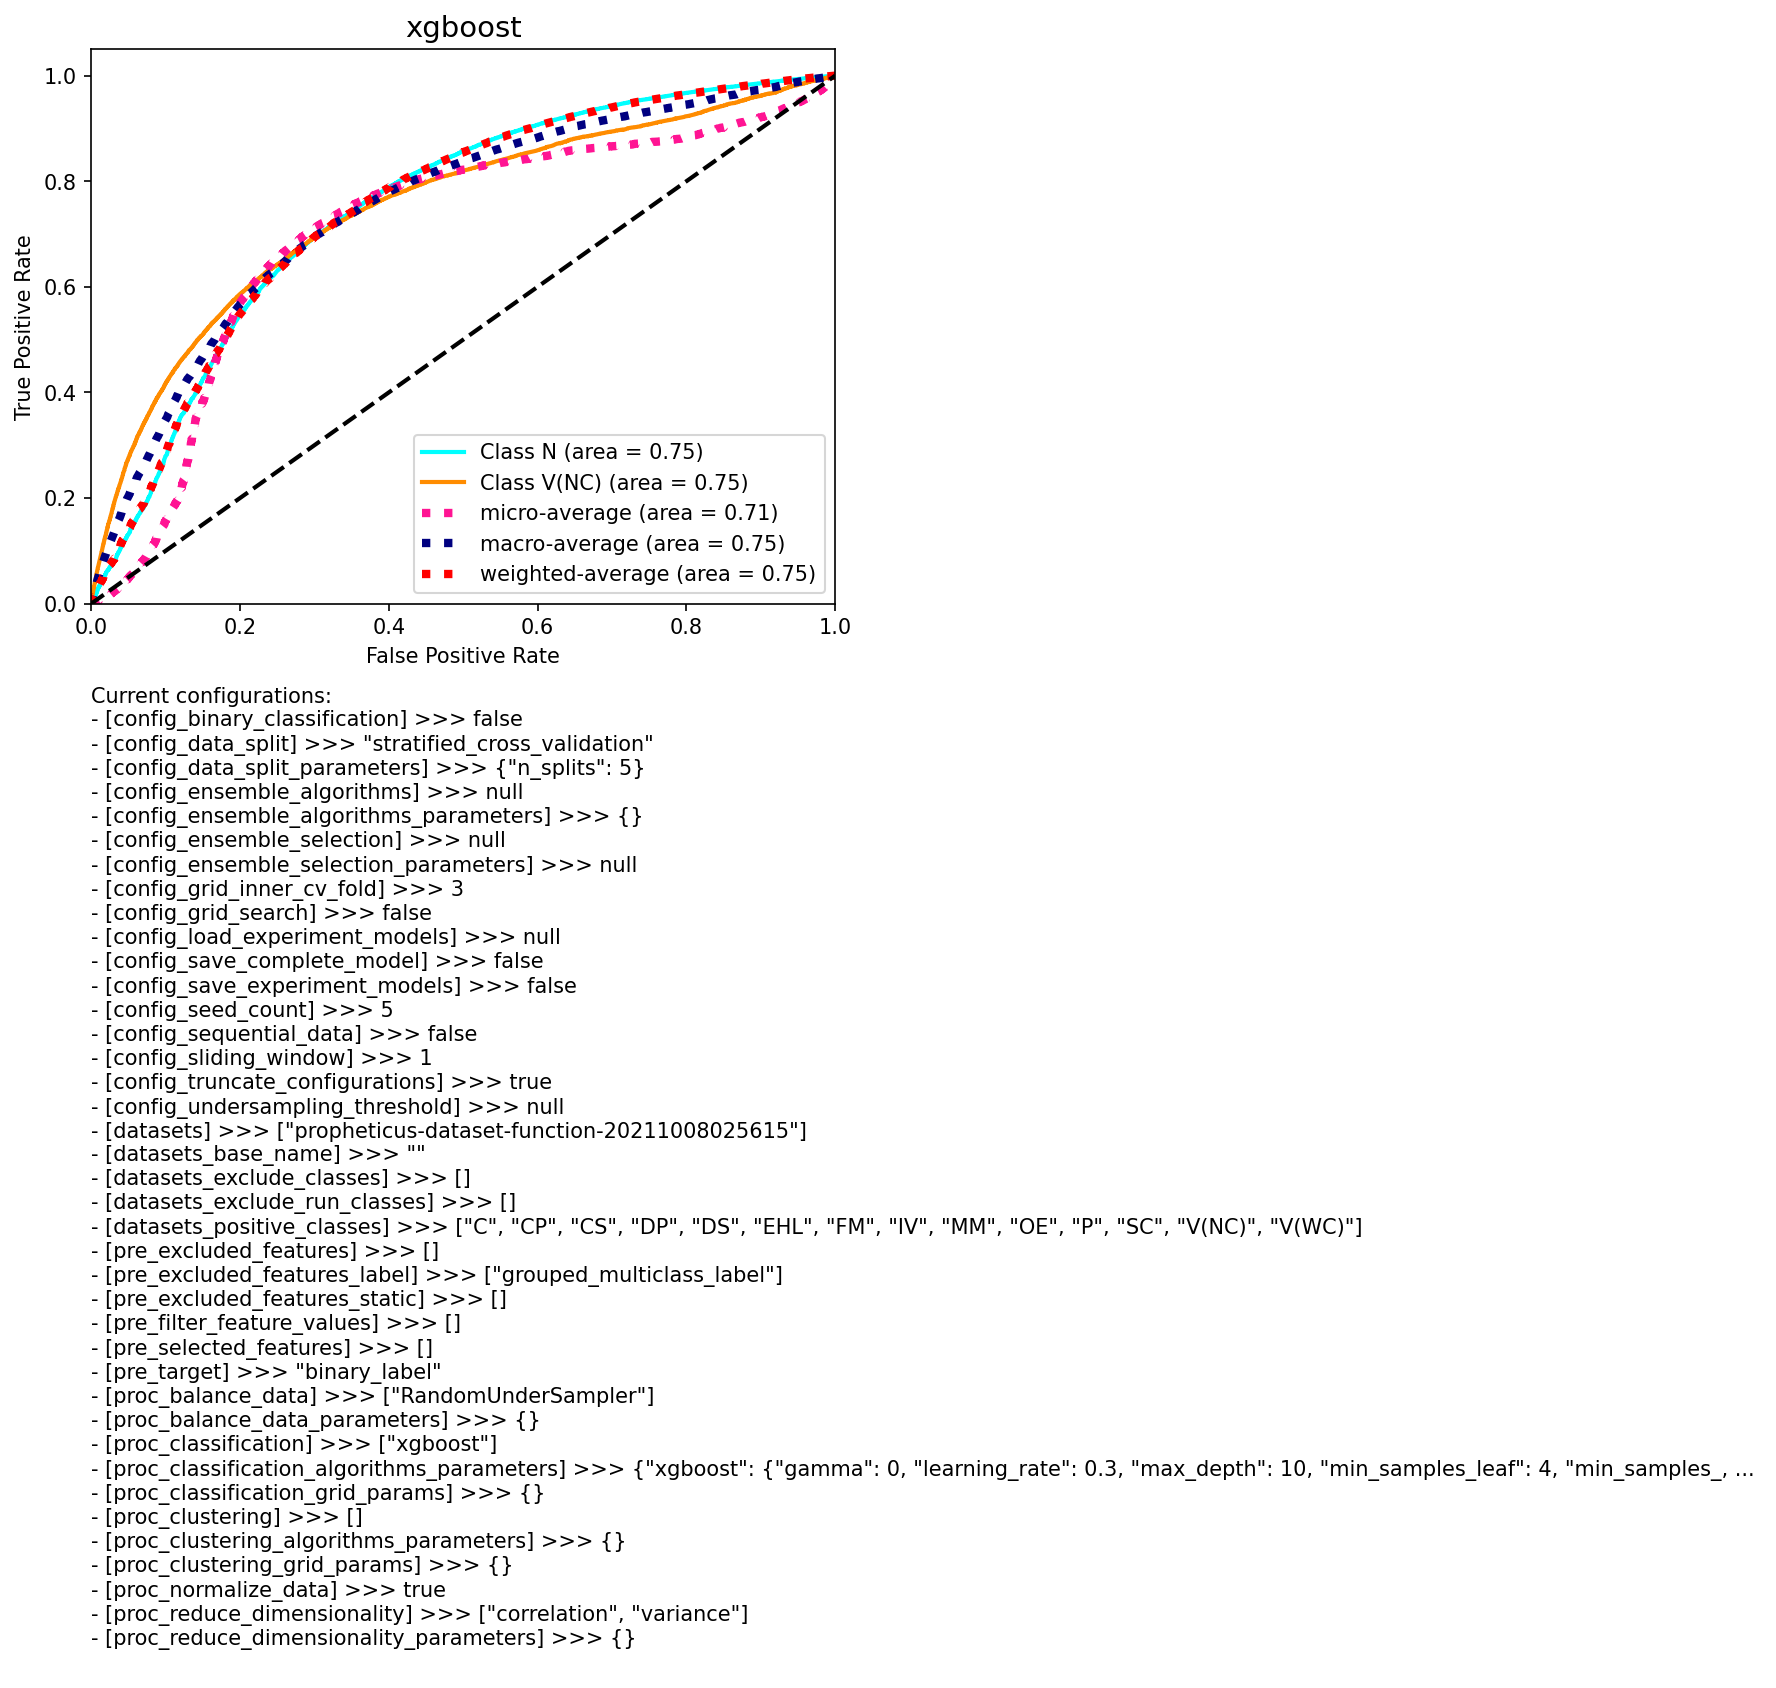 xgboost
True Positive Rate
1.0
0.8
0.6
0.4
0.2
0.0
0.0 0.2 0.4 0.6 0.8 1.0
False Positive Rate
Class N (area = 0.75)
Class V(NC) (area = 0.75)
micro-average (area = 0.71)
macro-average (area = 0.75)
weighted-average (area = 0.75)
Current configurations:
- [config_binary_classification] >>> false
- [config_data_split] >>> "stratified_cross_validation"
- [config_data_split_parameters] >>> {"n_splits": 5}
- [config_ensemble_algorithms] >>> null
- [config_ensemble_algorithms_parameters] >>> {}
- [config_ensemble_selection] >>> null
- [config_ensemble_selection_parameters] >>> null
- [config_grid_inner_cv_fold] >>> 3
- [config_grid_search] >>> false
- [config_load_experiment_models] >>> null
- [config_save_complete_model] >>> false
- [config_save_experiment_models] >>> false
- [config_seed_count] >>> 5
- [config_sequential_data] >>> false
- [config_sliding_window] >>> 1
- [config_truncate_configurations] >>> true
- [config_undersampling_threshold] >>> null
- [datasets] >>> ["propheticus-dataset-function-20211008025615"]
- [datasets_base_name] >>> ""
- [datasets_exclude_classes] >>> []
- [datasets_exclude_run_classes] >>> []
- [datasets_positive_classes] >>> ["C", "CP", "CS", "DP", "DS", "EHL", "FM", "IV", "MM", "OE", "P", "SC", "V(NC)", "V(WC)"]
- [pre_excluded_features] >>> []
- [pre_excluded_features_label] >>> ["grouped_multiclass_label"]
- [pre_excluded_features_static] >>> []
- [pre_filter_feature_values] >>> []
- [pre_selected_features] >>> []
- [pre_target] >>> "binary_label"
- [proc_balance_data] >>> ["RandomUnderSampler"]
- [proc_balance_data_parameters] >>> {}
- [proc_classification] >>> ["xgboost"]
- [proc_classification_algorithms_parameters] >>> {"xgboost": {"gamma": 0, "learning_rate": 0.3, "max_depth": 10, "min_samples_leaf": 4, "min_samples_, ...
- [proc_classification_grid_params] >>> {}
- [proc_clustering] >>> []
- [proc_clustering_algorithms_parameters] >>> {}
- [proc_clustering_grid_params] >>> {}
- [proc_normalize_data] >>> true
- [proc_reduce_dimensionality] >>> ["correlation", "variance"]
- [proc_reduce_dimensionality_parameters] >>> {}